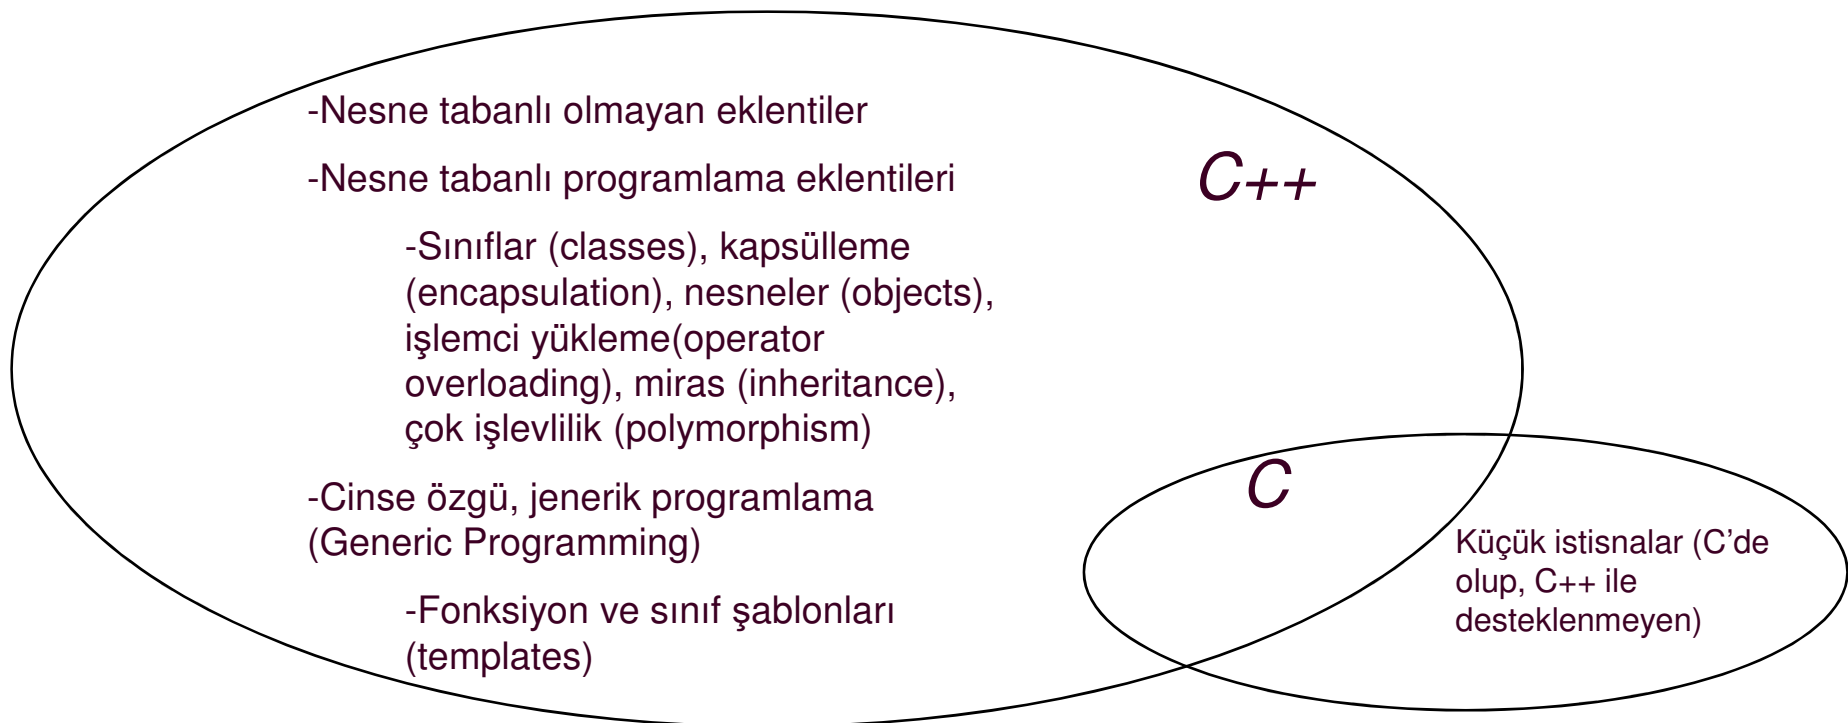 -Nesne tabanlı olmayan eklentiler
-Nesne tabanlı programlama eklentileri
C++
-Sınıflar (classes), kapsülleme
(encapsulation), nesneler (objects),
işlemci yükleme(operator
overloading), miras (inheritance),
çok işlevlilik (polymorphism)
-Cinse özgü, jenerik programlama
(Generic Programming)
-Fonksiyon ve sınıf şablonları
(templates)
C
Küçük istisnalar (C’de
olup, C++ ile
desteklenmeyen)